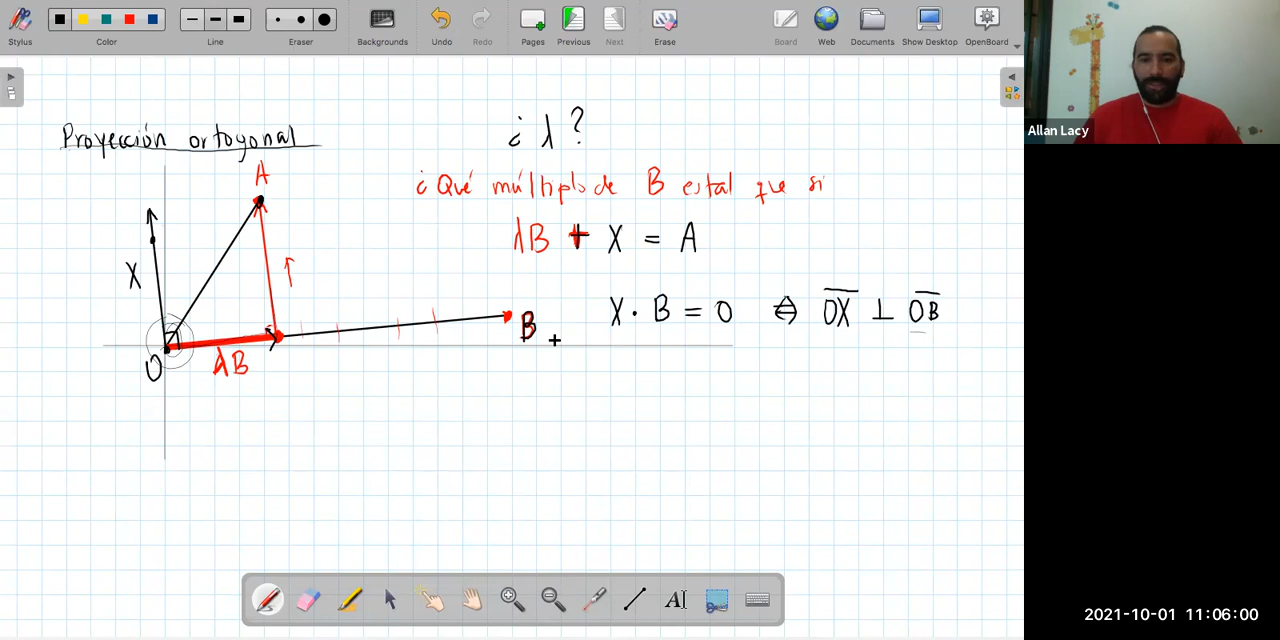 Stylus Color Line Eraser Backgrounds Undo Redo Pages Previous Next Erase Board Web Documents Show Desktop OpenBoard
Allan Lacy
Proyección ortogonal
¿ λ ?
A
¿Qué múltiplo de B es tal que si
λB + X = A
X
X · B = 0 ⇔ OX ⊥ OB
B
O
λB
AI
2021-10-01 11:06:00